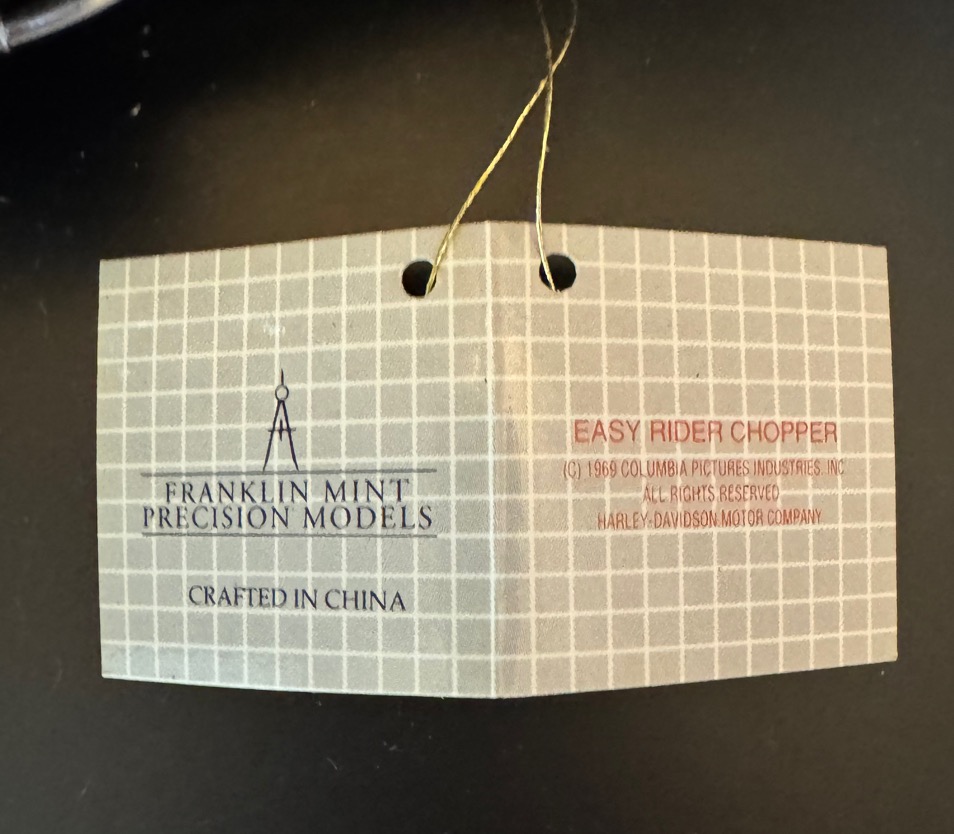 FRANKLIN MINT
PRECISION MODELS
CRAFTED IN CHINA
EASY RIDER CHOPPER
(C) 1969 COLUMBIA PICTURES INDUSTRIES, INC
ALL RIGHTS RESERVED
HARLEY-DAVIDSON MOTOR COMPANY